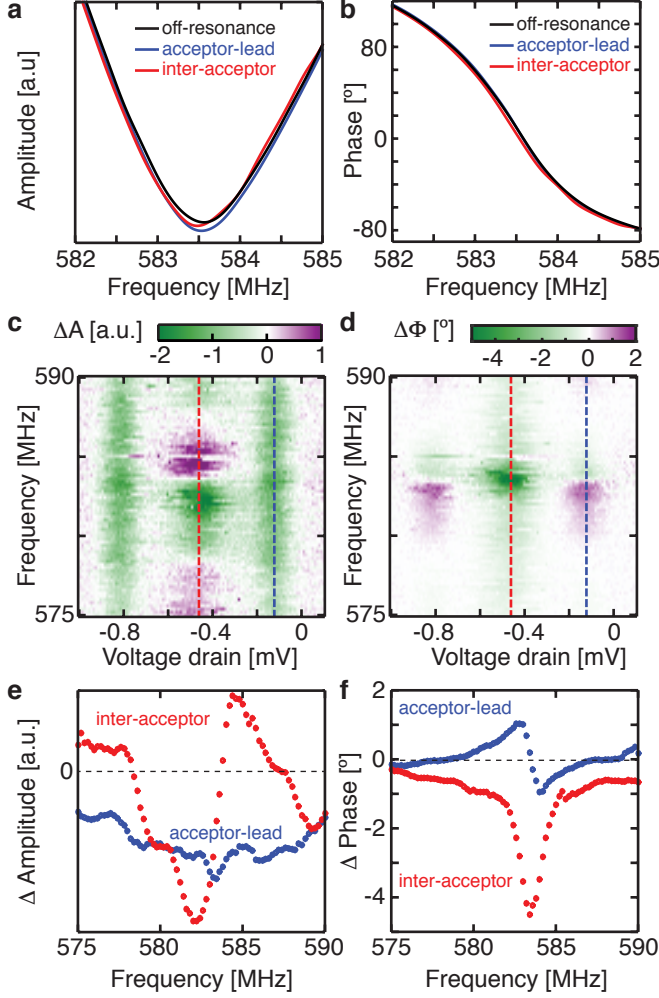 a
off-resonance
acceptor-lead
inter-acceptor
Amplitude [a.u]
582 583 584 585
Frequency [MHz]
b
off-resonance
acceptor-lead
inter-acceptor
Phase [º]
80
0
-80
582 583 584 585
Frequency [MHz]
c
ΔA [a.u.]
-2 -1 0 1
590
575
Frequency [MHz]
-0.8 -0.4 0
Voltage drain [mV]
d
ΔΦ [º]
-4 -2 0 2
590
575
Frequency [MHz]
-0.8 -0.4 0
Voltage drain [mV]
e
inter-acceptor
acceptor-lead
0
Δ Amplitude [a.u.]
575 580 585 590
Frequency [MHz]
f
acceptor-lead
inter-acceptor
2
0
-2
-4
Δ Phase [º]
575 580 585 590
Frequency [MHz]